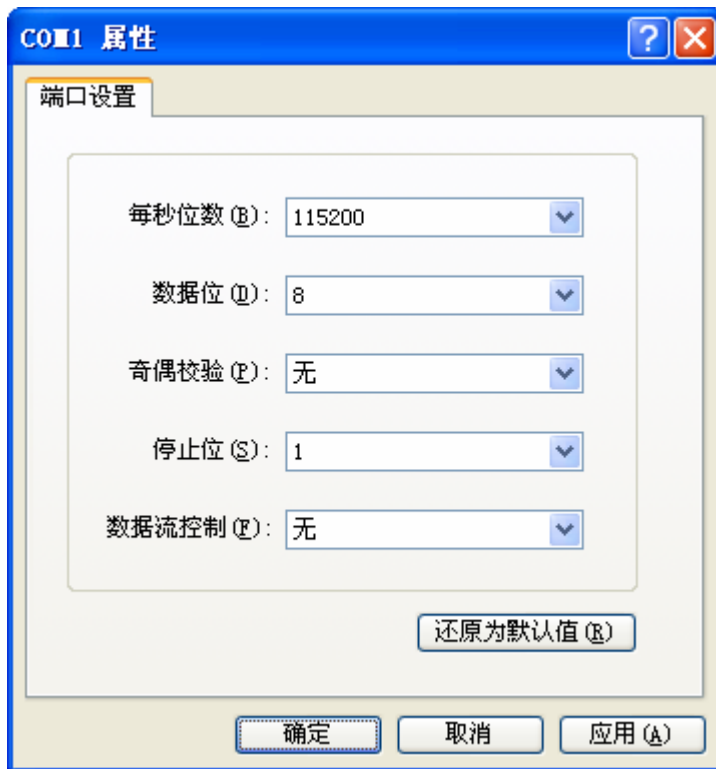 COM1 属性
端口设置
每秒位数(B): 115200
数据位(D): 8
奇偶校验(P): 无
停止位(S): 1
数据流控制(F): 无
还原为默认值(R)
确定 取消 应用(A)